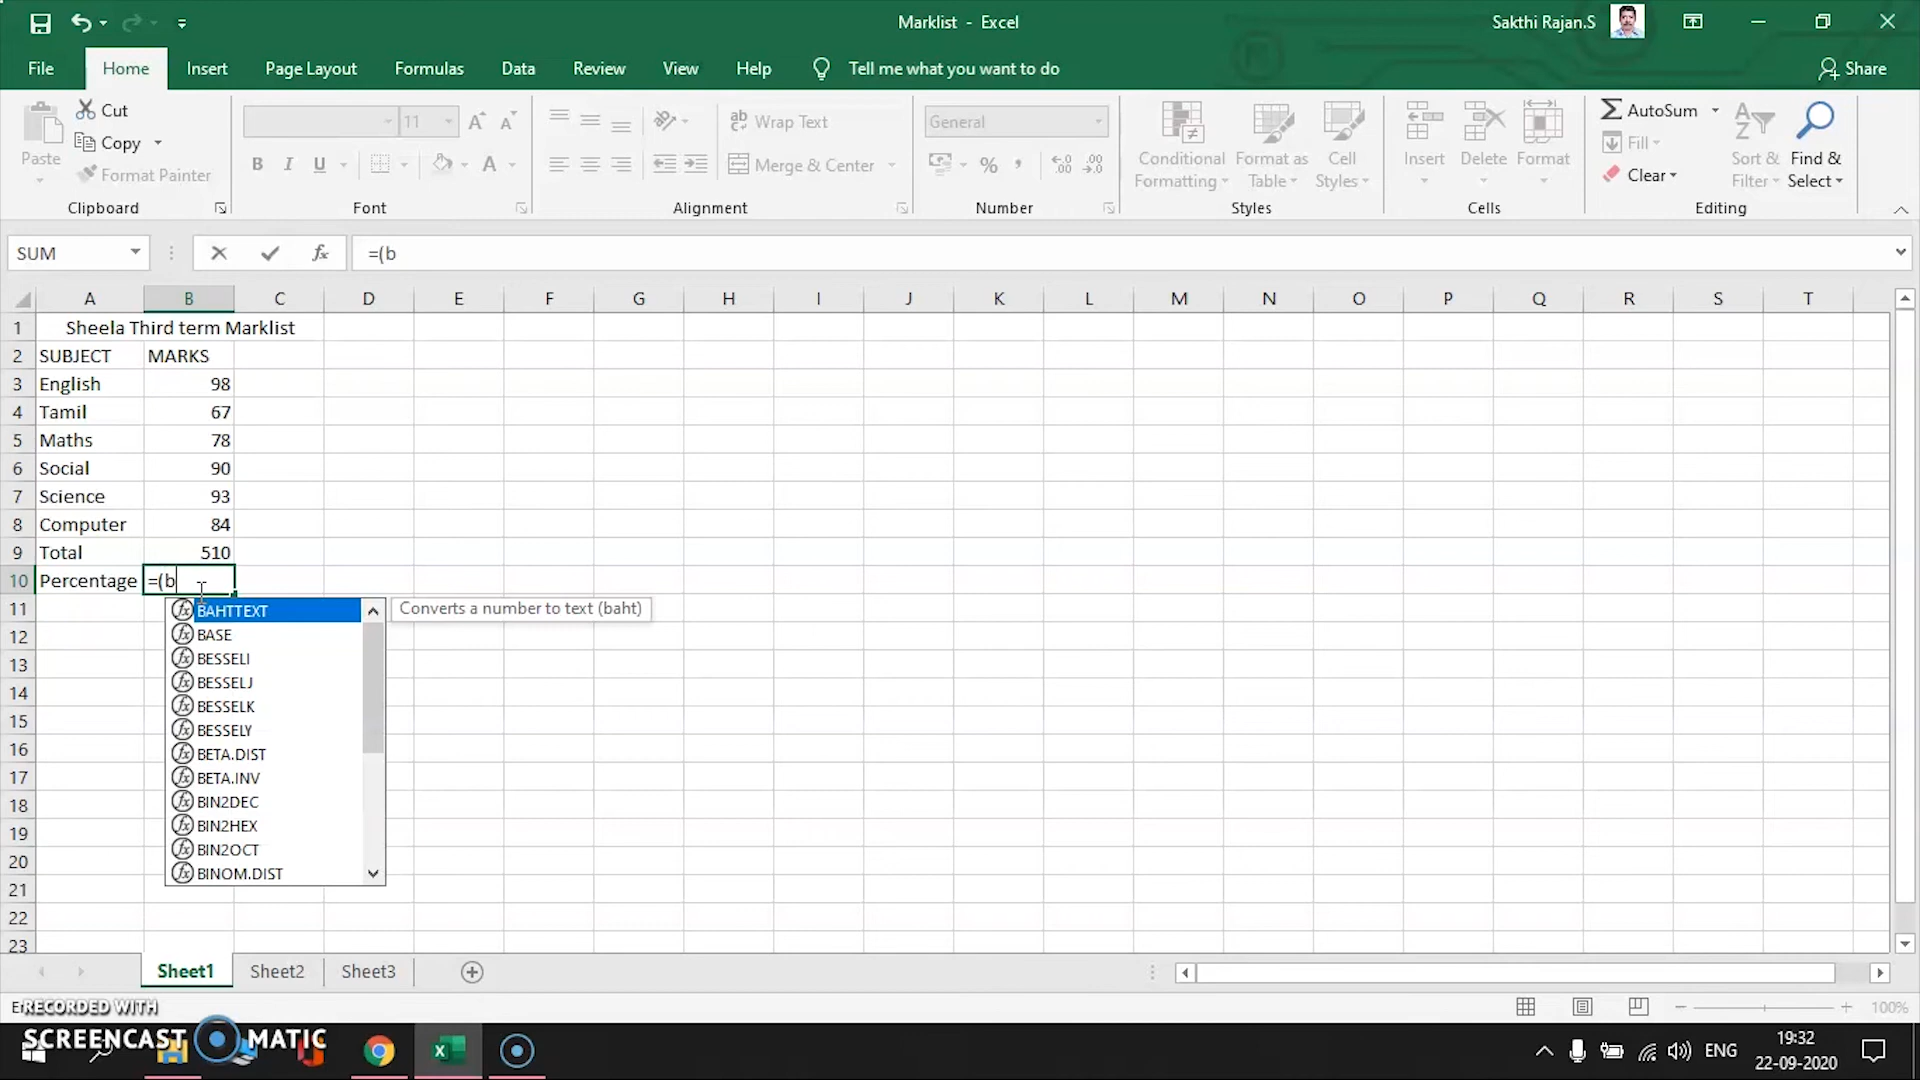 Marklist - Excel
Sakthi Rajan.S
File Home Insert Page Layout Formulas Data Review View Help Tell me what you want to do Share
Paste
Cut
Copy
Format Painter
Clipboard
11
B I U
Font
Wrap Text
Merge & Center
Alignment
General
%
Number
Conditional Formatting
Format as Table
Cell Styles
Styles
Insert
Delete
Format
Cells
AutoSum
Fill
Clear
Sort & Filter
Find & Select
Editing
SUM fx =(b
A B C D E F G H I J K L M N O P Q R S T
1 Sheela Third term Marklist
2 SUBJECT MARKS
3 English 98
4 Tamil 67
5 Maths 78
6 Social 90
7 Science 93
8 Computer 84
9 Total 510
10 Percentage =(b
11
12
13
14
15
16
17
18
19
20
21
22
23
BAHTTEXT Converts a number to text (baht)
BASE
BESSELI
BESSELJ
BESSELK
BESSELY
BETA.DIST
BETA.INV
BIN2DEC
BIN2HEX
BIN2OCT
BINOM.DIST
Sheet1 Sheet2 Sheet3
100%
RECORDED WITH
SCREENCAST MATIC
ENG
19:32
22-09-2020